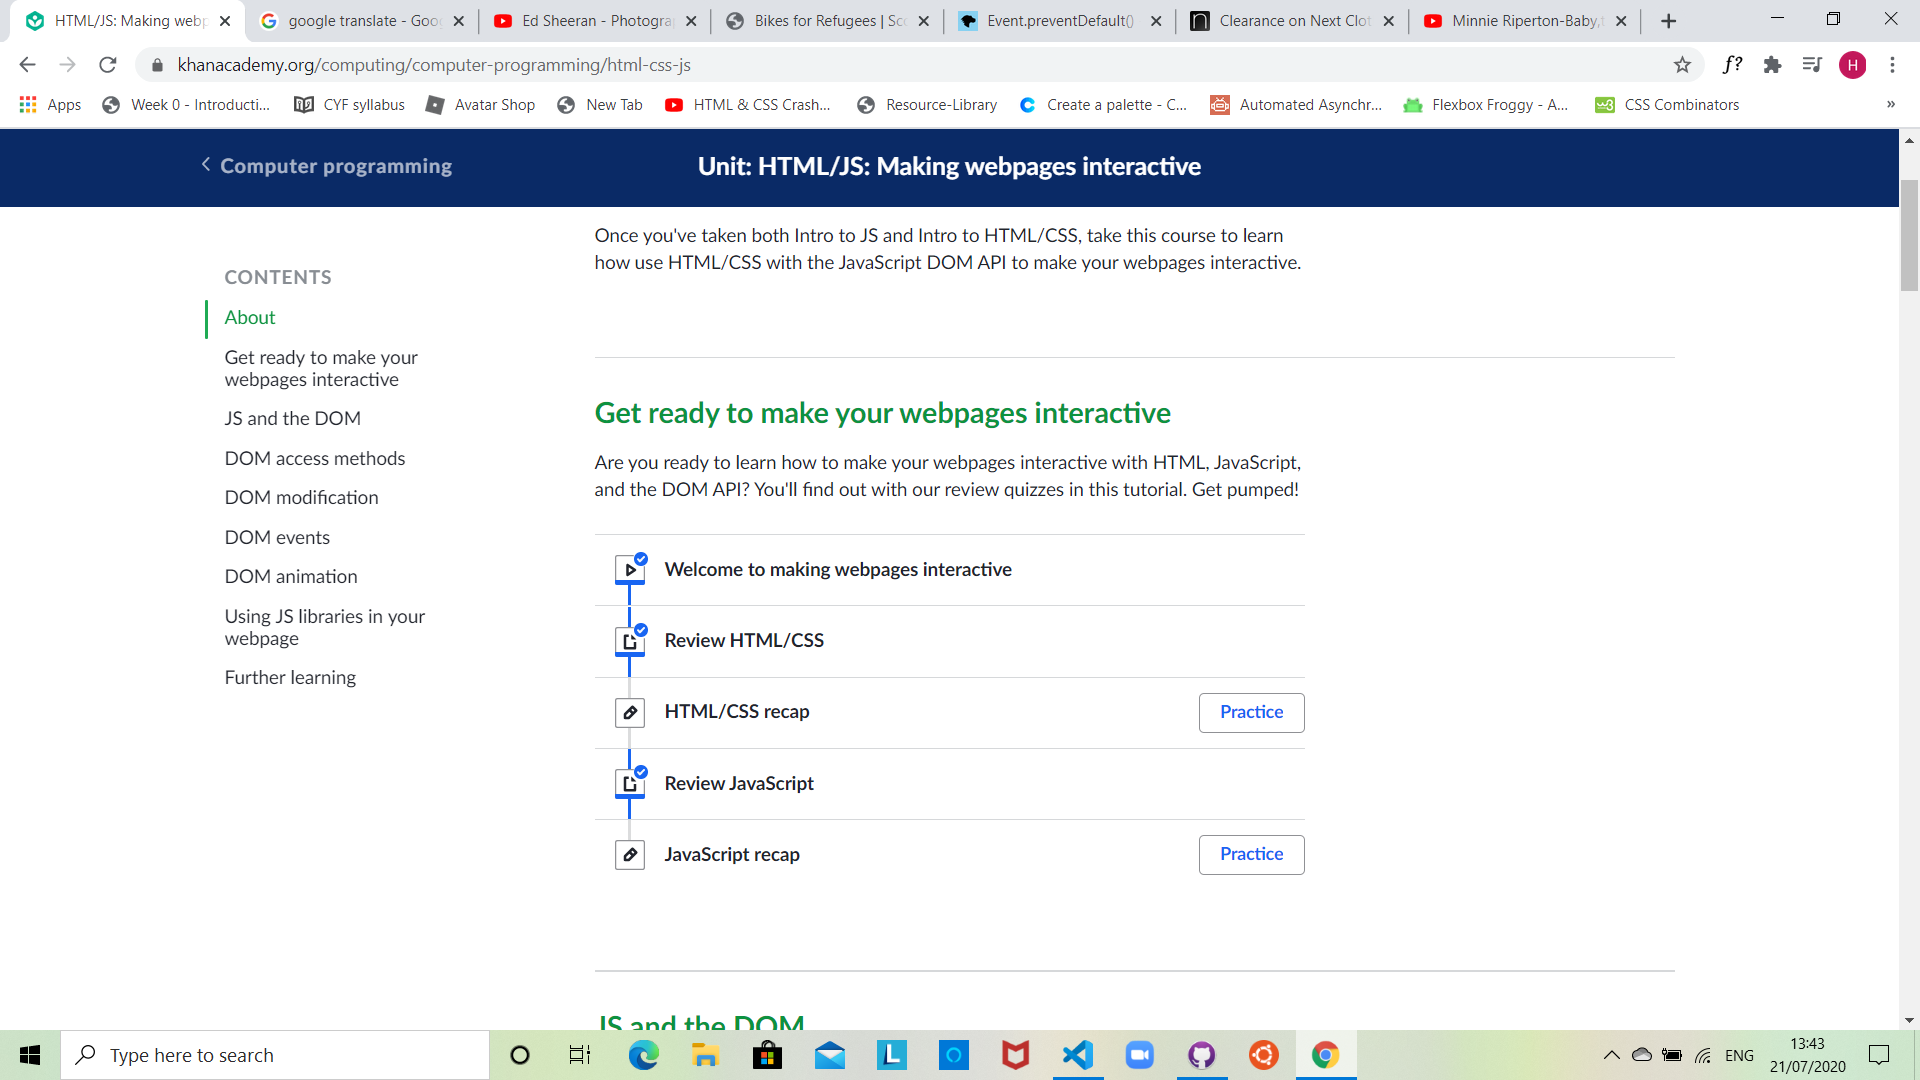 HTML/JS: Making webp
google translate - Goo
Ed Sheeran - Photogra
Bikes for Refugees | Sco
Event.preventDefault()
Clearance on Next Clot
Minnie Riperton-Baby,
khanacademy.org/computing/computer-programming/html-css-js
f?
H
Apps
Week 0 - Introducti...
CYF syllabus
Avatar Shop
New Tab
HTML & CSS Crash...
Resource-Library
Create a palette - C...
Automated Asynchr...
Flexbox Froggy - A...
CSS Combinators
»
Computer programming
Unit: HTML/JS: Making webpages interactive
Once you've taken both Intro to JS and Intro to HTML/CSS, take this course to learn
how use HTML/CSS with the JavaScript DOM API to make your webpages interactive.
CONTENTS
About
Get ready to make your
webpages interactive
JS and the DOM
DOM access methods
DOM modification
DOM events
DOM animation
Using JS libraries in your
webpage
Further learning
Get ready to make your webpages interactive
Are you ready to learn how to make your webpages interactive with HTML, JavaScript,
and the DOM API? You'll find out with our review quizzes in this tutorial. Get pumped!
Welcome to making webpages interactive
Review HTML/CSS
HTML/CSS recap
Practice
Review JavaScript
JavaScript recap
Practice
JS and the DOM
Type here to search
ENG
13:43
21/07/2020